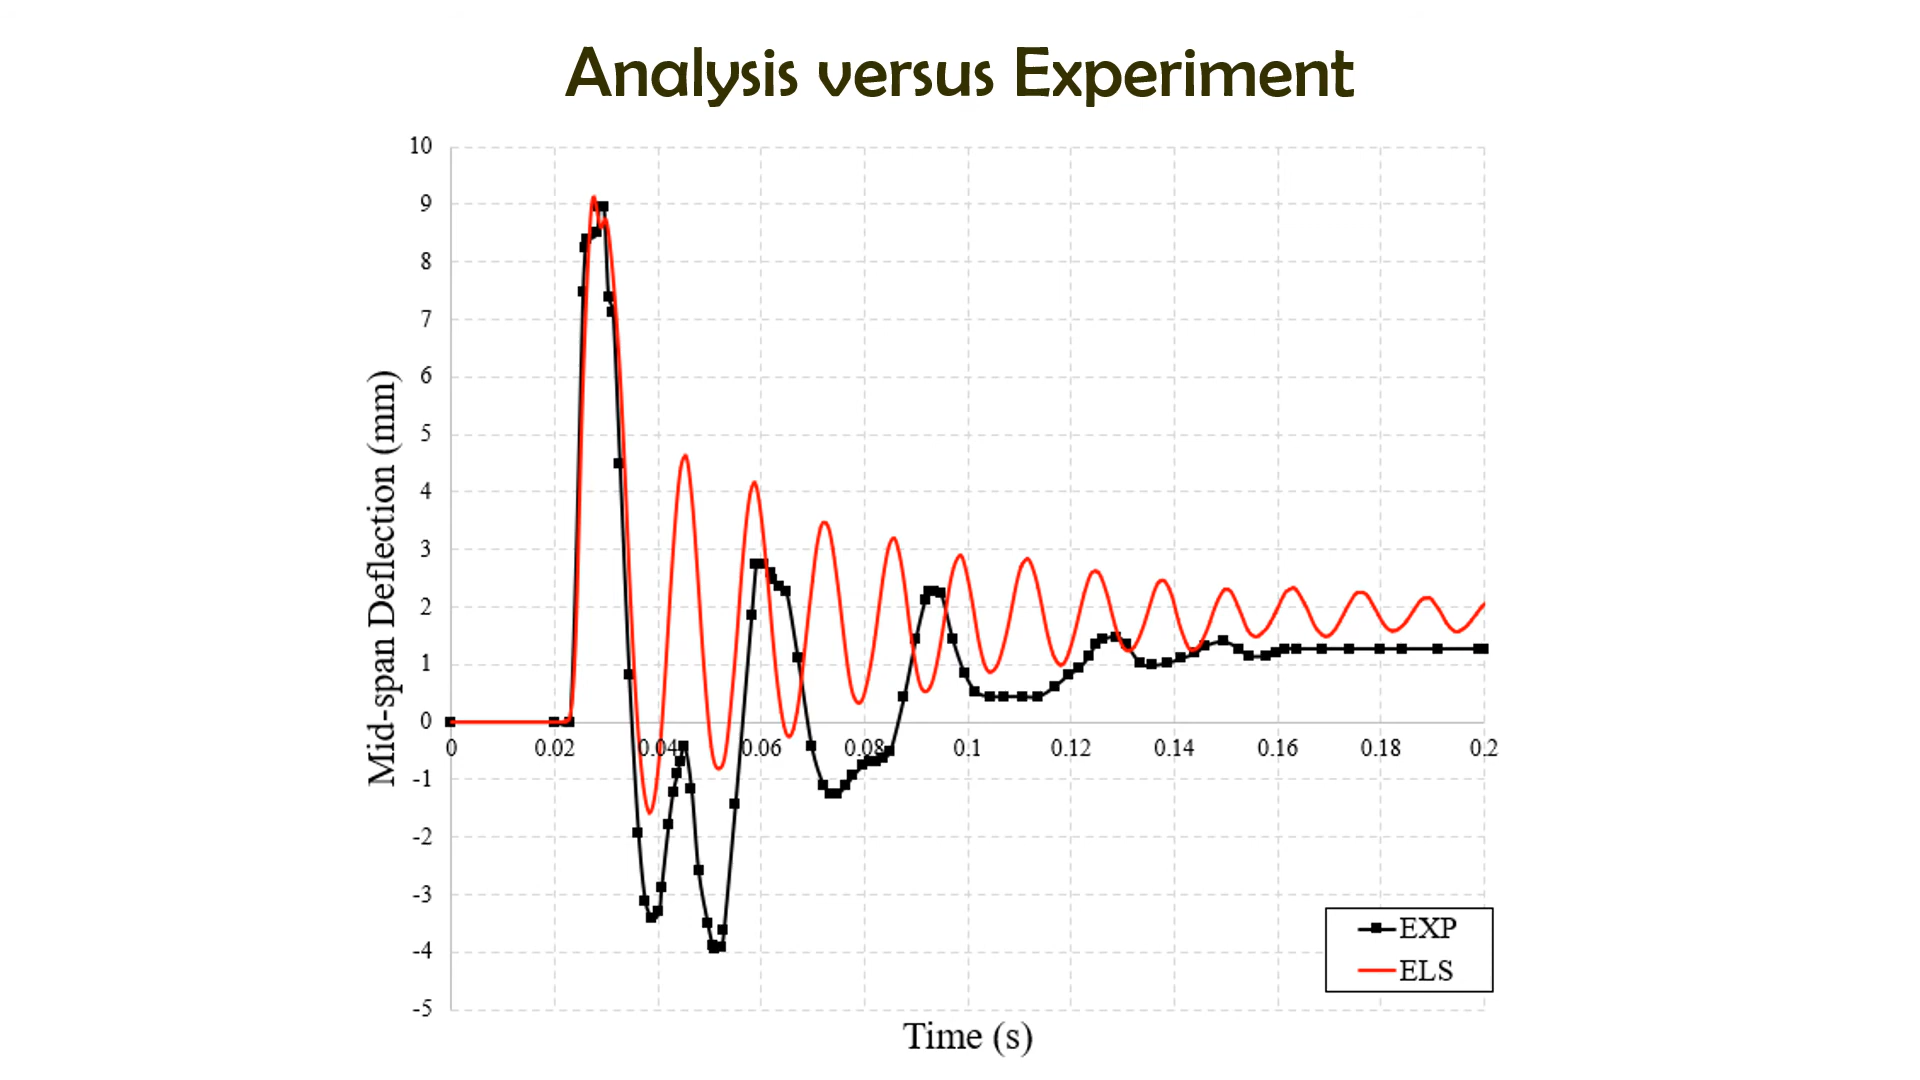 Analysis versus Experiment
10
9
8
7
6
5
4
3
2
1
0
-1
-2
-3
-4
-5
Mid-span Deflection (mm)
0 0.02 0.04 0.06 0.08 0.1 0.12 0.14 0.16 0.18 0.2
EXP
ELS
Time (s)